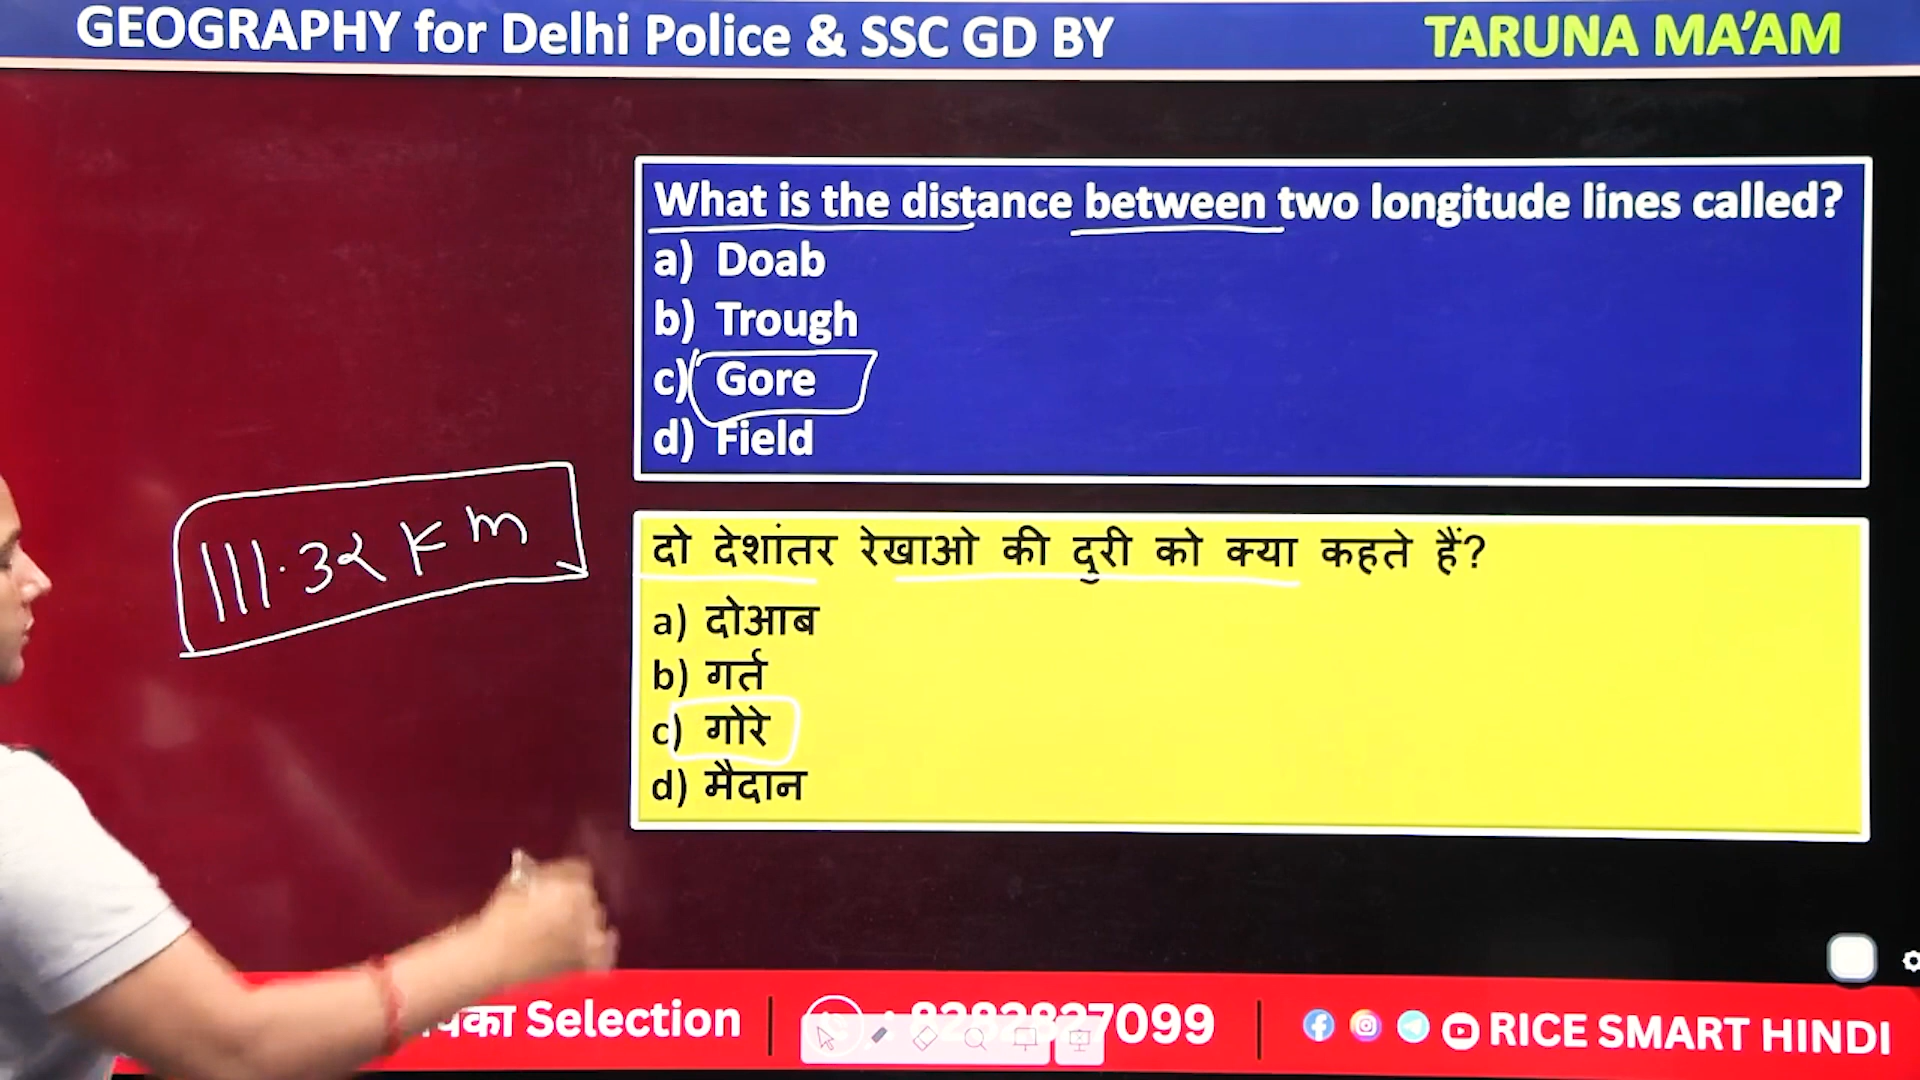 GEOGRAPHY for Delhi Police & SSC GD BY
TARUNA MA'AM
What is the distance between two longitude lines called?
a) Doab
b) Trough
c) Gore
d) Field
111.32 Km
दो देशांतर रेखाओ की दुरी को क्या कहते हैं?
a) दोआब
b) गर्त
c) गोरे
d) मैदान
Selection
8282827099
RICE SMART HINDI